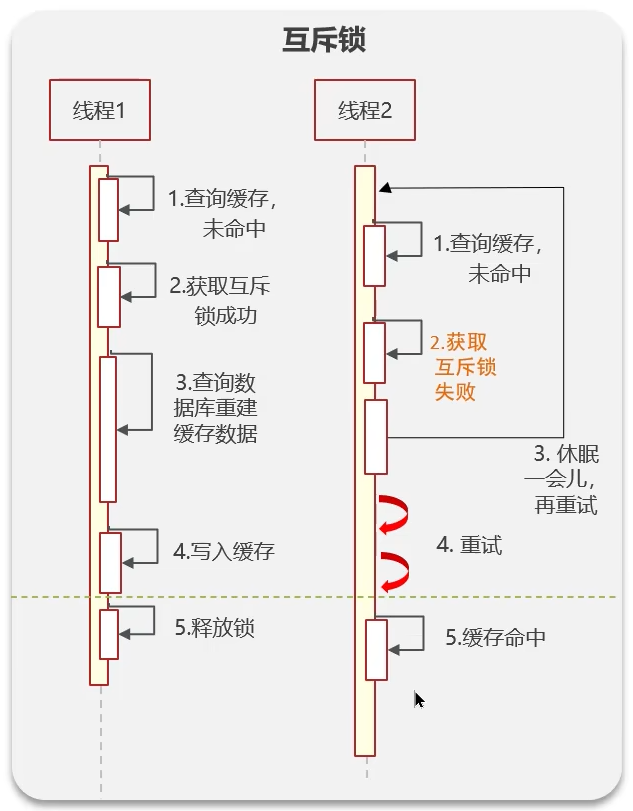 互斥锁
线程1
线程2
1.查询缓存，
未命中
2.获取互斥
锁成功
3.查询数
据库重建
缓存数据
4.写入缓存
5.释放锁
1.查询缓存，
未命中
2.获取
互斥锁
失败
3. 休眠
一会儿，
再重试
4. 重试
5.缓存命中